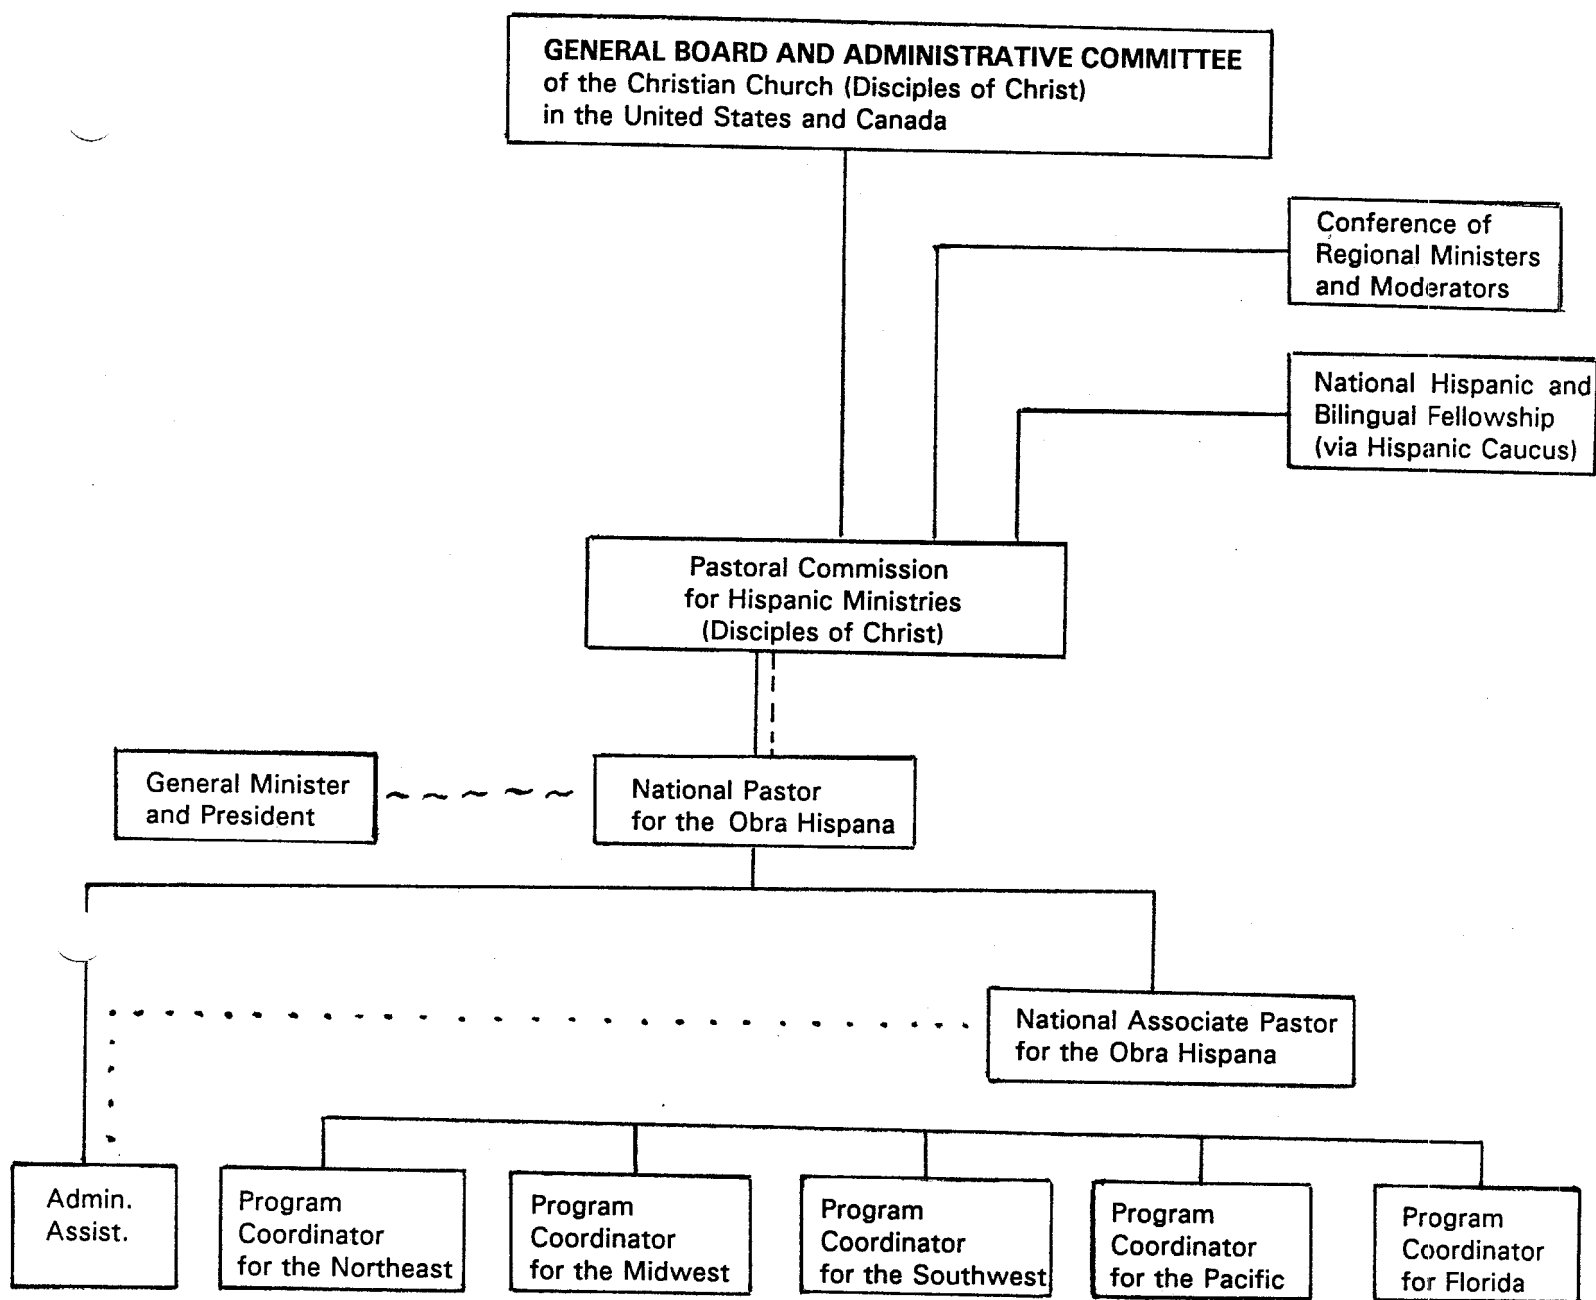 GENERAL BOARD AND ADMINISTRATIVE COMMITTEE
of the Christian Church (Disciples of Christ)
in the United States and Canada
Conference of
Regional Ministers
and Moderators
National Hispanic and
Bilingual Fellowship
(via Hispanic Caucus)
Pastoral Commission
for Hispanic Ministries
(Disciples of Christ)
General Minister
and President
National Pastor
for the Obra Hispana
National Associate Pastor
for the Obra Hispana
Admin.
Assist.
Program
Coordinator
for the Northeast
Program
Coordinator
for the Midwest
Program
Coordinator
for the Southwest
Program
Coordinator
for the Pacific
Program
Coordinator
for Florida